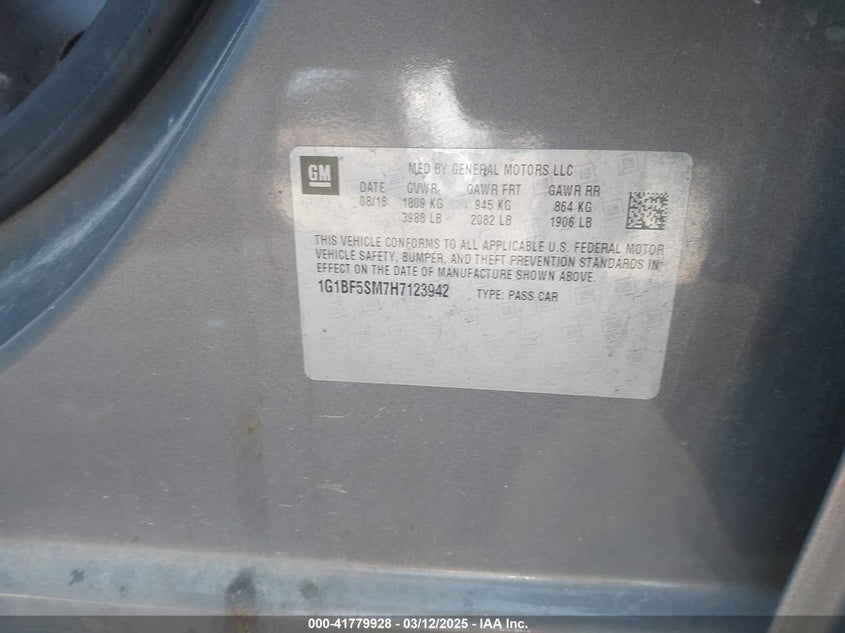 GM
MFD BY GENERAL MOTORS LLC
DATE GVWR GAWR FRT GAWR RR
08/16 1809 KG 945 KG 864 KG
3988 LB 2082 LB 1906 LB
THIS VEHICLE CONFORMS TO ALL APPLICABLE U.S. FEDERAL MOTOR
VEHICLE SAFETY, BUMPER, AND THEFT PREVENTION STANDARDS IN
EFFECT ON THE DATE OF MANUFACTURE SHOWN ABOVE.
1G1BF5SM7H7123942 TYPE: PASS CAR
000-41779928 - 03/12/2025 - IAA Inc.